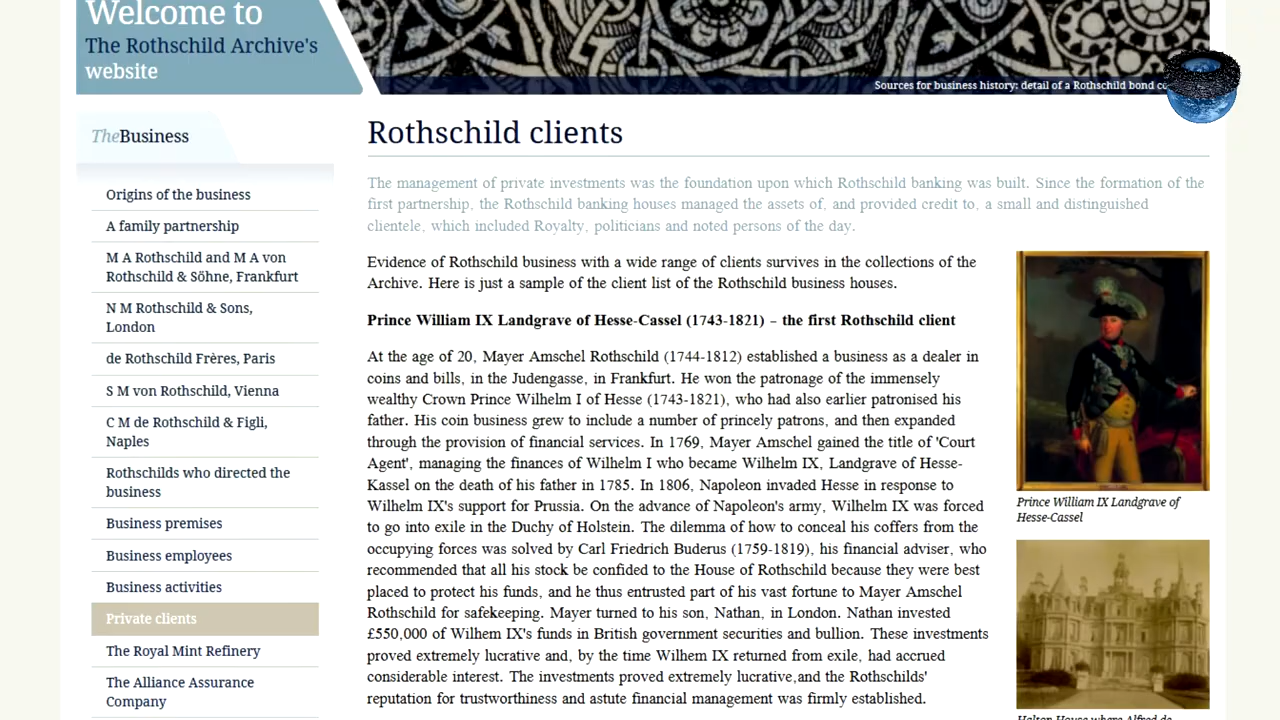 Welcome to
The Rothschild Archive's
website
Sources for business history: detail of a Rothschild bond
TheBusiness
Origins of the business
A family partnership
M A Rothschild and M A von
Rothschild & Söhne, Frankfurt
N M Rothschild & Sons,
London
de Rothschild Frères, Paris
S M von Rothschild, Vienna
C M de Rothschild & Figli,
Naples
Rothschilds who directed the
business
Business premises
Business employees
Business activities
Private clients
The Royal Mint Refinery
The Alliance Assurance
Company
Rothschild clients
The management of private investments was the foundation upon which Rothschild banking was built. Since the formation of the
first partnership, the Rothschild banking houses managed the assets of, and provided credit to, a small and distinguished
clientele, which included Royalty, politicians and noted persons of the day.
Evidence of Rothschild business with a wide range of clients survives in the collections of the
Archive. Here is just a sample of the client list of the Rothschild business houses.
Prince William IX Landgrave of Hesse-Cassel (1743-1821) – the first Rothschild client
At the age of 20, Mayer Amschel Rothschild (1744-1812) established a business as a dealer in
coins and bills, in the Judengasse, in Frankfurt. He won the patronage of the immensely
wealthy Crown Prince Wilhelm I of Hesse (1743-1821), who had also earlier patronised his
father. His coin business grew to include a number of princely patrons, and then expanded
through the provision of financial services. In 1769, Mayer Amschel gained the title of 'Court
Agent', managing the finances of Wilhelm I who became Wilhelm IX, Landgrave of Hesse-
Kassel on the death of his father in 1785. In 1806, Napoleon invaded Hesse in response to
Wilhelm IX's support for Prussia. On the advance of Napoleon's army, Wilhelm IX was forced
to go into exile in the Duchy of Holstein. The dilemma of how to conceal his coffers from the
occupying forces was solved by Carl Friedrich Buderus (1759-1819), his financial adviser, who
recommended that all his stock be confided to the House of Rothschild because they were best
placed to protect his funds, and he thus entrusted part of his vast fortune to Mayer Amschel
Rothschild for safekeeping. Mayer turned to his son, Nathan, in London. Nathan invested
£550,000 of Wilhem IX's funds in British government securities and bullion. These investments
proved extremely lucrative and, by the time Wilhem IX returned from exile, had accrued
considerable interest. The investments proved extremely lucrative,and the Rothschilds'
reputation for trustworthiness and astute financial management was firmly established.
Prince William IX Landgrave of
Hesse-Cassel
Halton House where Alfred de